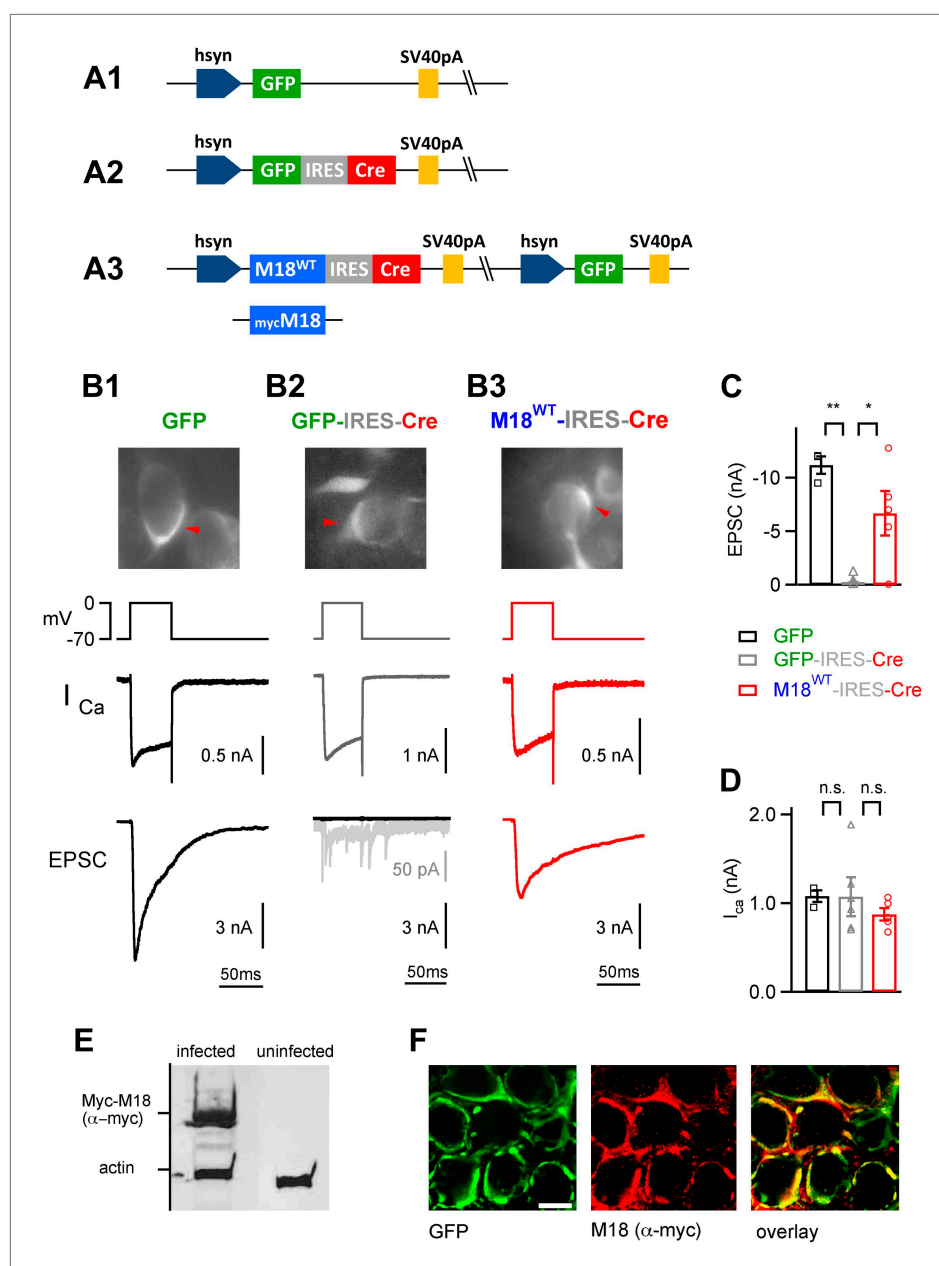 A1
hsyn
GFP
SV40pA
A2
hsyn
GFP IRES Cre
SV40pA
A3
hsyn
M18WT IRES Cre
SV40pA
hsyn
GFP
SV40pA
mycM18
B1
GFP
B2
GFP-IRES-Cre
B3
M18WT-IRES-Cre
mV
0
-70
I Ca
0.5 nA
1 nA
0.5 nA
EPSC
50 pA
3 nA
3 nA
3 nA
50ms
50ms
50ms
C
**
*
EPSC (nA)
-10
-5
0
GFP
GFP-IRES-Cre
M18WT-IRES-Cre
D
n.s.
n.s.
Ica (nA)
2.0
1.0
0.0
E
infected
uninfected
Myc-M18
(α–myc)
actin
F
GFP
M18 (α-myc)
overlay